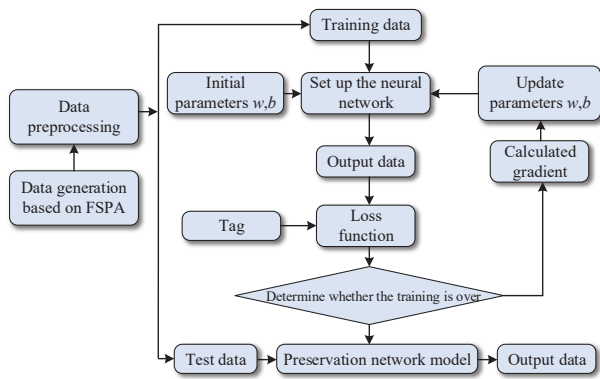 Training data
Initial
parameters w,b
Set up the neural
network
Update
parameters w,b
Data
preprocessing
Output data
Calculated
gradient
Data generation
based on FSPA
Tag
Loss
function
Determine whether the training is over
Test data
Preservation network model
Output data